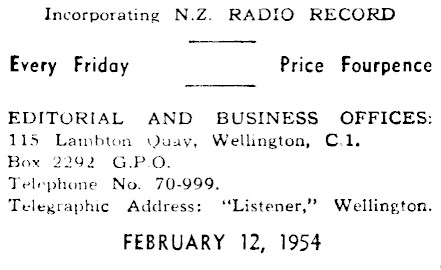 Incorporating N.Z. RADIO RECORD
Every Friday Price Fourpence
EDITORIAL AND BUSINESS OFFICES:
115 Lambton Quay, Wellington, C.1.
Box 2292 G.P.O.
Telephone No. 70-999.
Telegraphic Address: "Listener," Wellington.
FEBRUARY 12, 1954